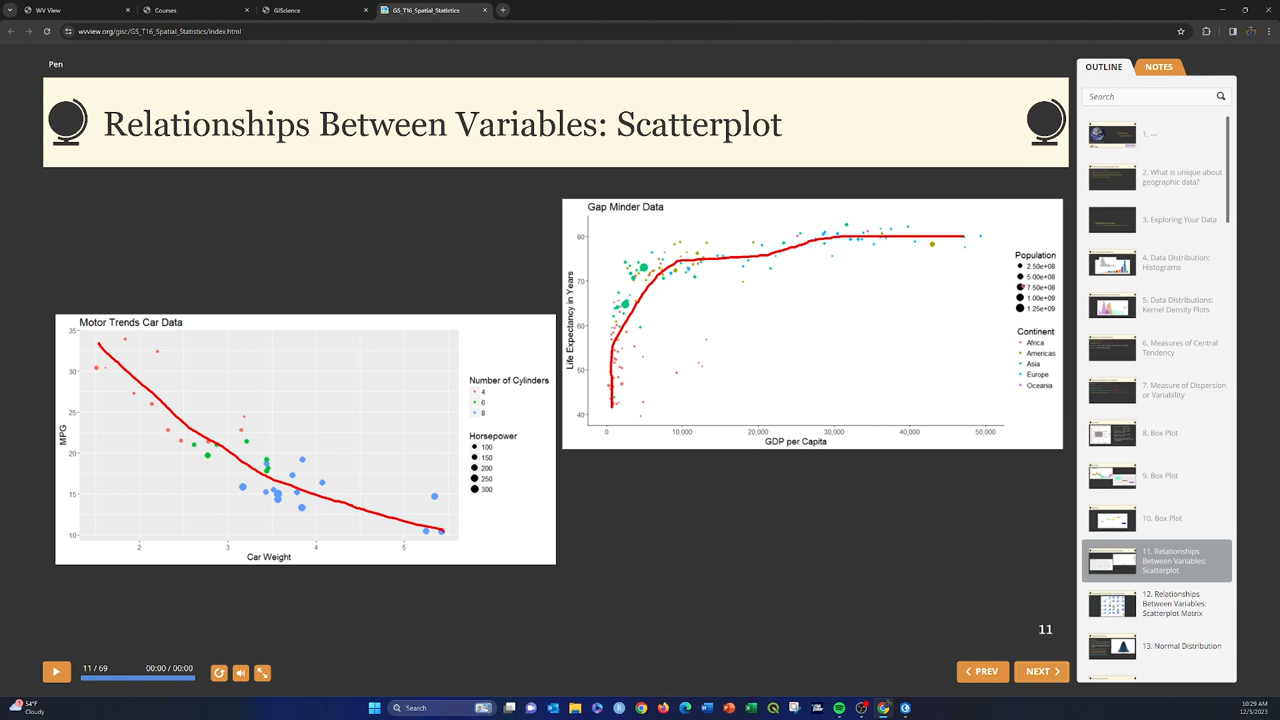 WV View
Courses
GIScience
GS_T16_Spatial_Statistics
wvview.org/gisc/GS_T16_Spatial_Statistics/index.html
Pen
Relationships Between Variables: Scatterplot
Motor Trends Car Data
MPG
35
30
25
20
15
10
2
3
4
5
Car Weight
Number of Cylinders
4
6
8
Horsepower
100
150
200
250
300
Gap Minder Data
Life Expectancy in Years
80
70
60
50
40
0
10,000
20,000
30,000
40,000
50,000
GDP per Capita
Population
2.50e+08
5.00e+08
7.50e+08
1.00e+09
1.25e+09
Continent
Africa
Americas
Asia
Europe
Oceania
11
11 / 69
00:00 / 00:00
PREV
NEXT
OUTLINE
NOTES
Search
1. ---
2. What is unique about
geographic data?
3. Exploring Your Data
4. Data Distribution:
Histograms
5. Data Distributions:
Kernel Density Plots
6. Measures of Central
Tendency
7. Measure of Dispersion
or Variability
8. Box Plot
9. Box Plot
10. Box Plot
11. Relationships
Between Variables:
Scatterplot
12. Relationships
Between Variables:
Scatterplot Matrix
13. Normal Distribution
54°F
Cloudy
Search
10:29 AM
12/3/2023